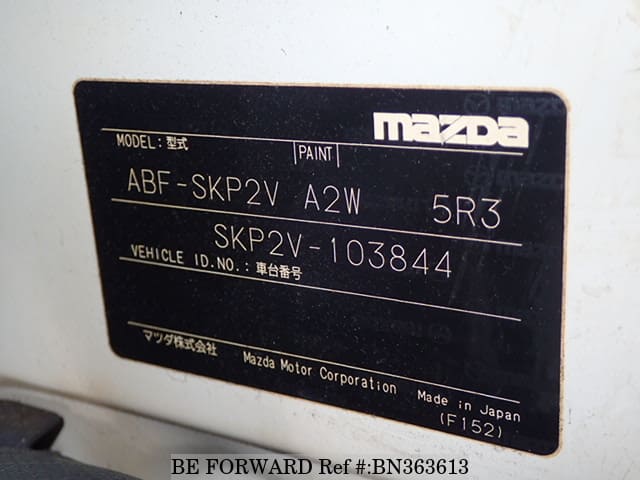 mazda
MODEL: 型式 PAINT
ABF-SKP2V A2W 5R3
SKP2V-103844
VEHICLE ID.NO.: 車台番号
マツダ株式会社 Mazda Motor Corporation Made in Japan
(F152)
BE FORWARD Ref #:BN363613